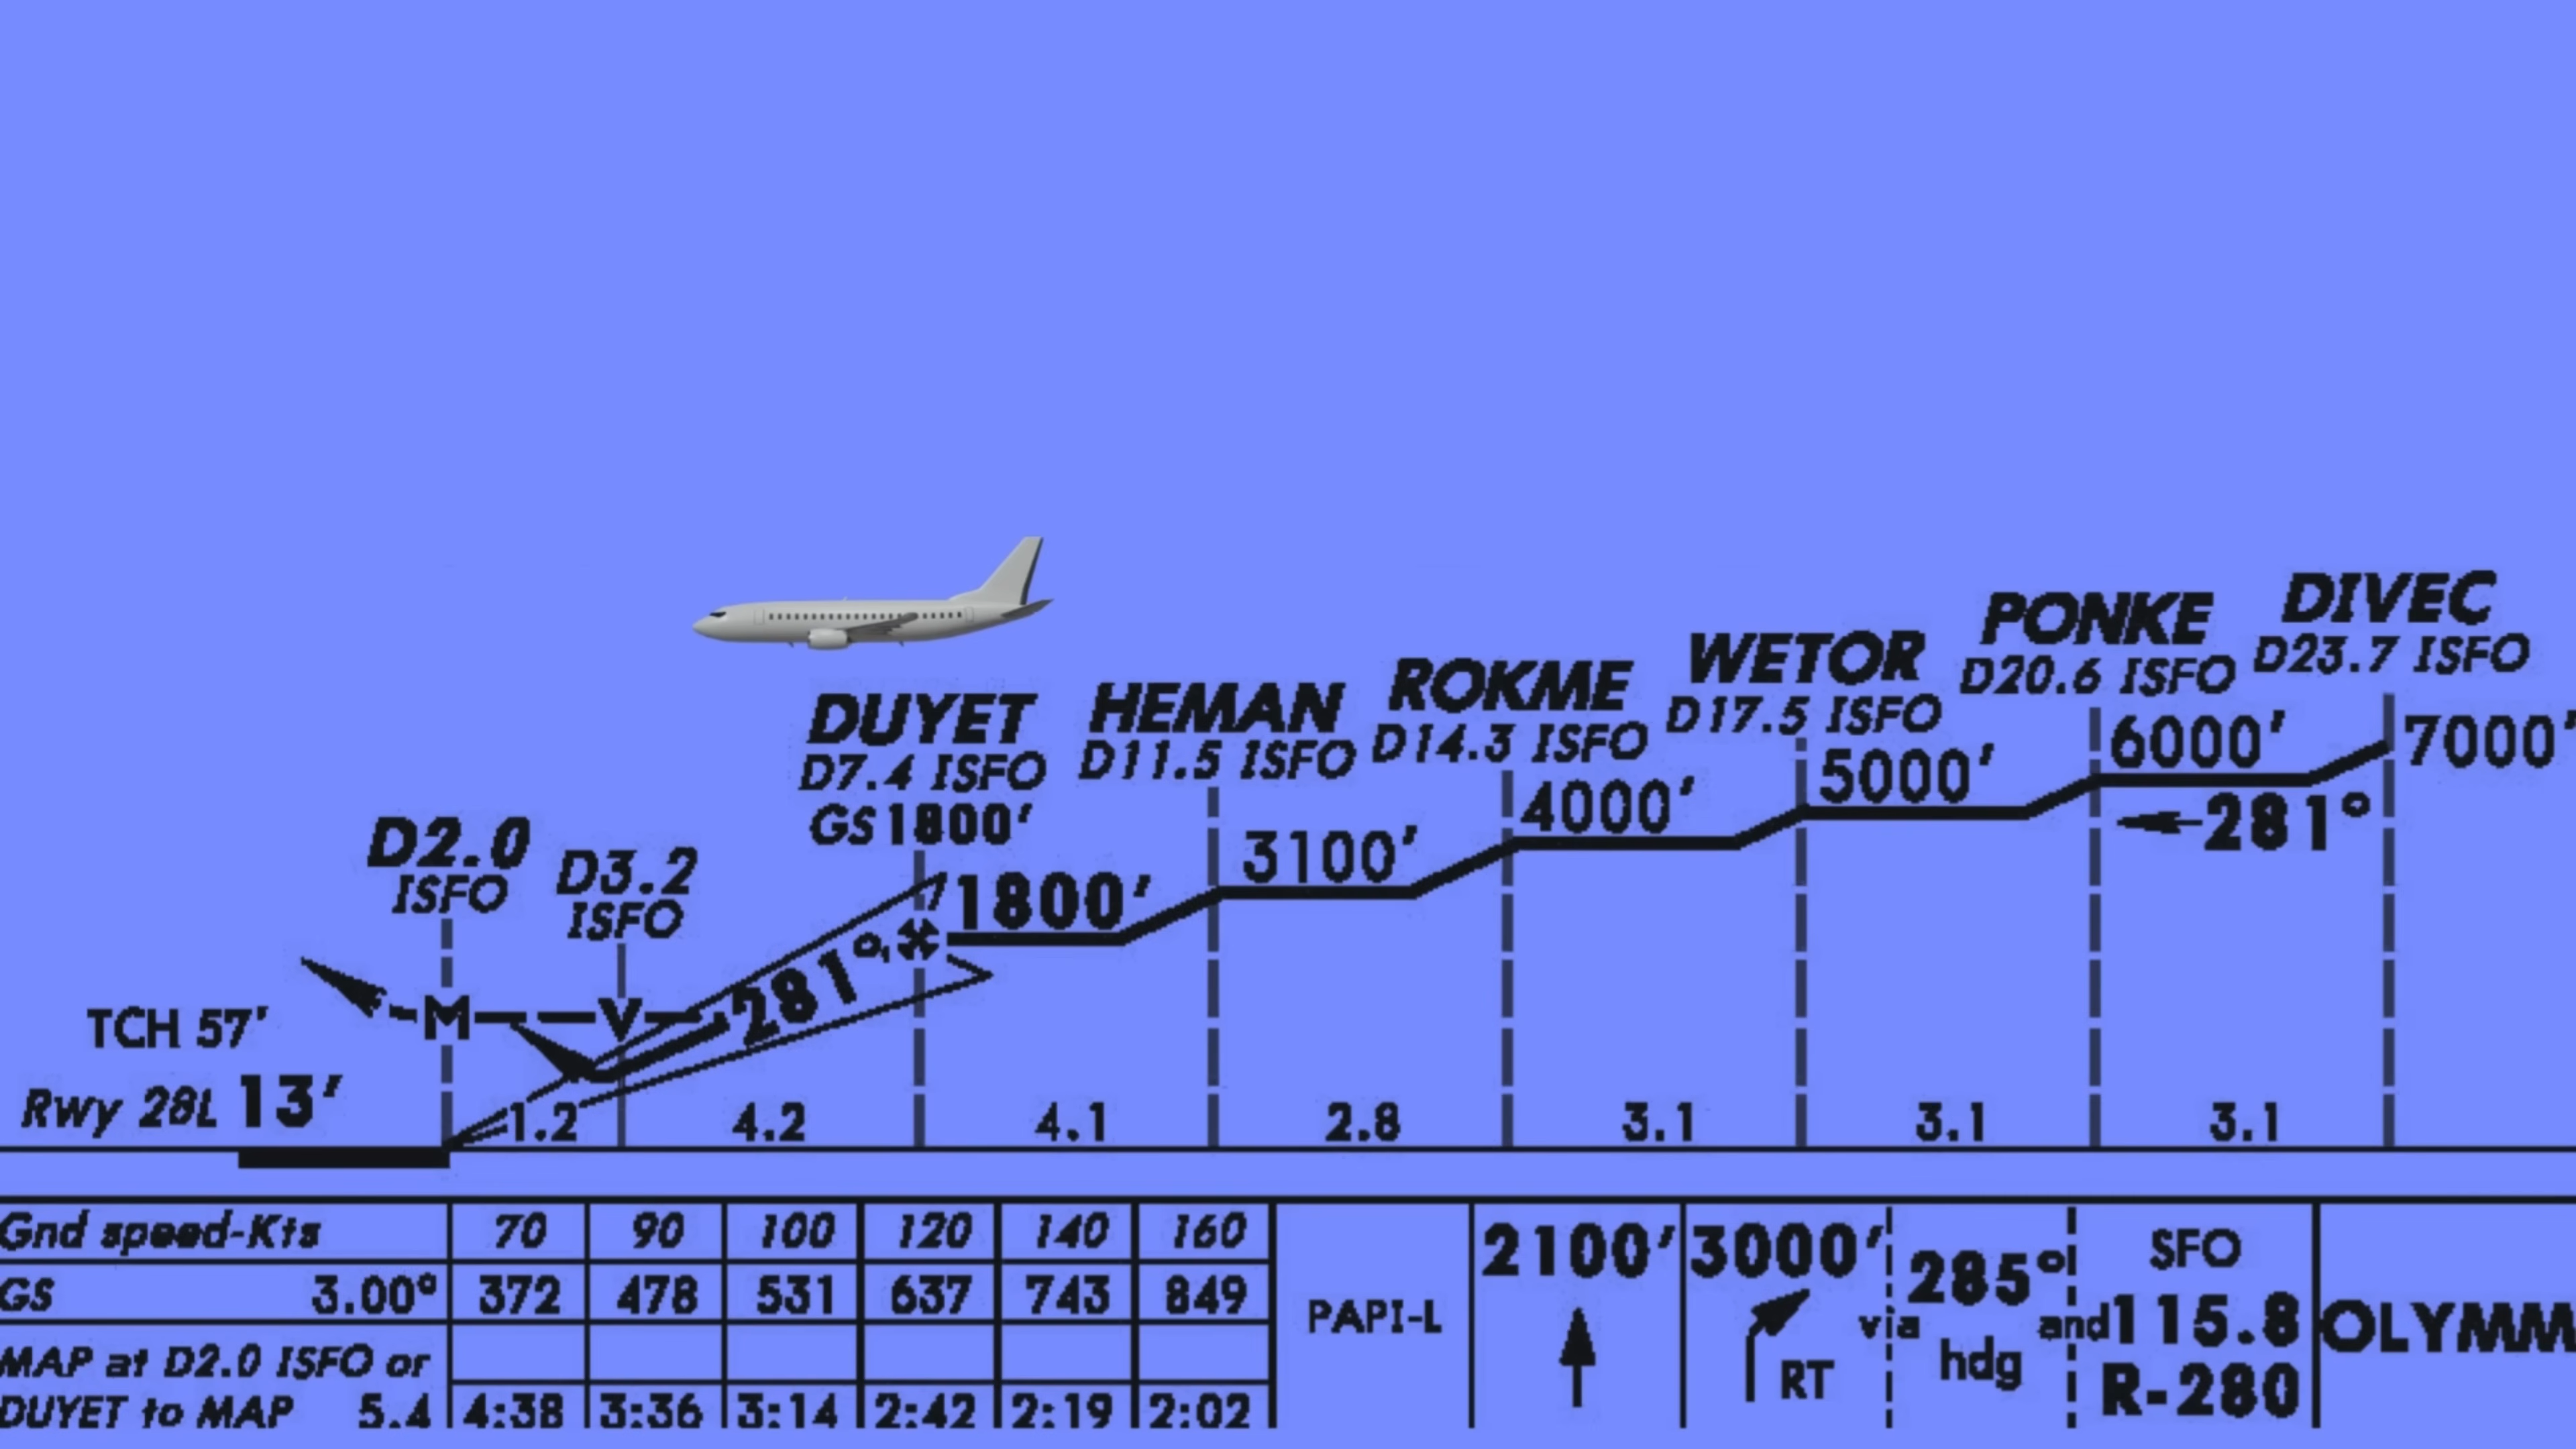 DIVEC
D23.7 ISFO
PONKE
D20.6 ISFO
WETOR
D17.5 ISFO
ROKME
D14.3 ISFO
HEMAN
D11.5 ISFO
DUYET
D7.4 ISFO
GS 1800'
D2.0
ISFO
D3.2
ISFO
7000'
6000'
5000'
4000'
3100'
1800'
281°
281°
M
V
TCH 57'
Rwy 28L 13'
1.2 4.2 4.1 2.8 3.1 3.1 3.1
Gnd speed-Kts 70 90 100 120 140 160
GS 3.00° 372 478 531 637 743 849
MAP at D2.0 ISFO or
DUYET to MAP 5.4 4:38 3:36 3:14 2:42 2:19 2:02
PAPI-L
2100'
3000'
RT
via
285°
hdg
and
SFO
115.8
R-280
OLYMM